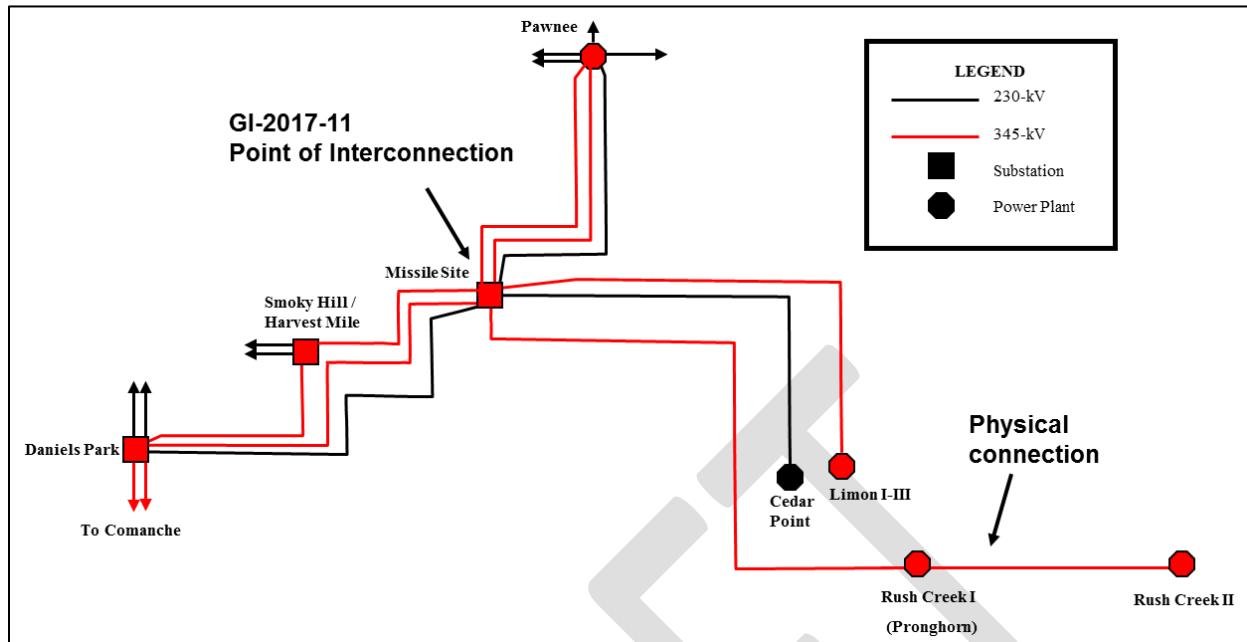 Pawnee
LEGEND
230-kV
345-kV
Substation
Power Plant
GI-2017-11
Point of Interconnection
Missile Site
Smoky Hill /
Harvest Mile
Daniels Park
To Comanche
Cedar
Point
Limon I-III
Physical
connection
Rush Creek I
(Pronghorn)
Rush Creek II